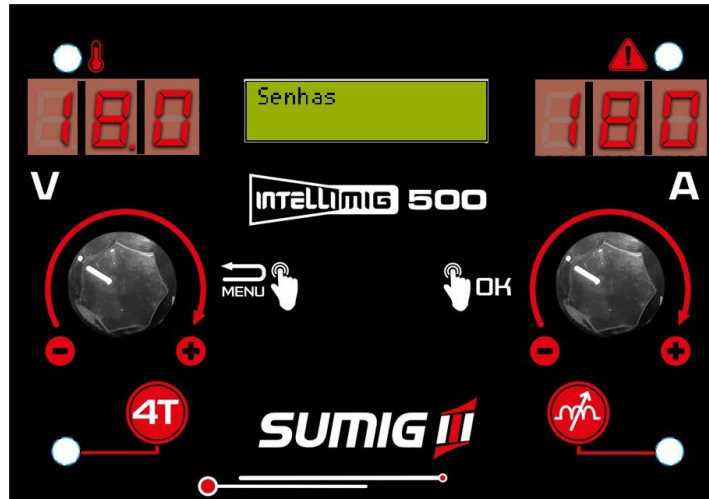 18.0
Senhas
180
V
INTELLIMIG 500
A
MENU
OK
4T
SUMIG